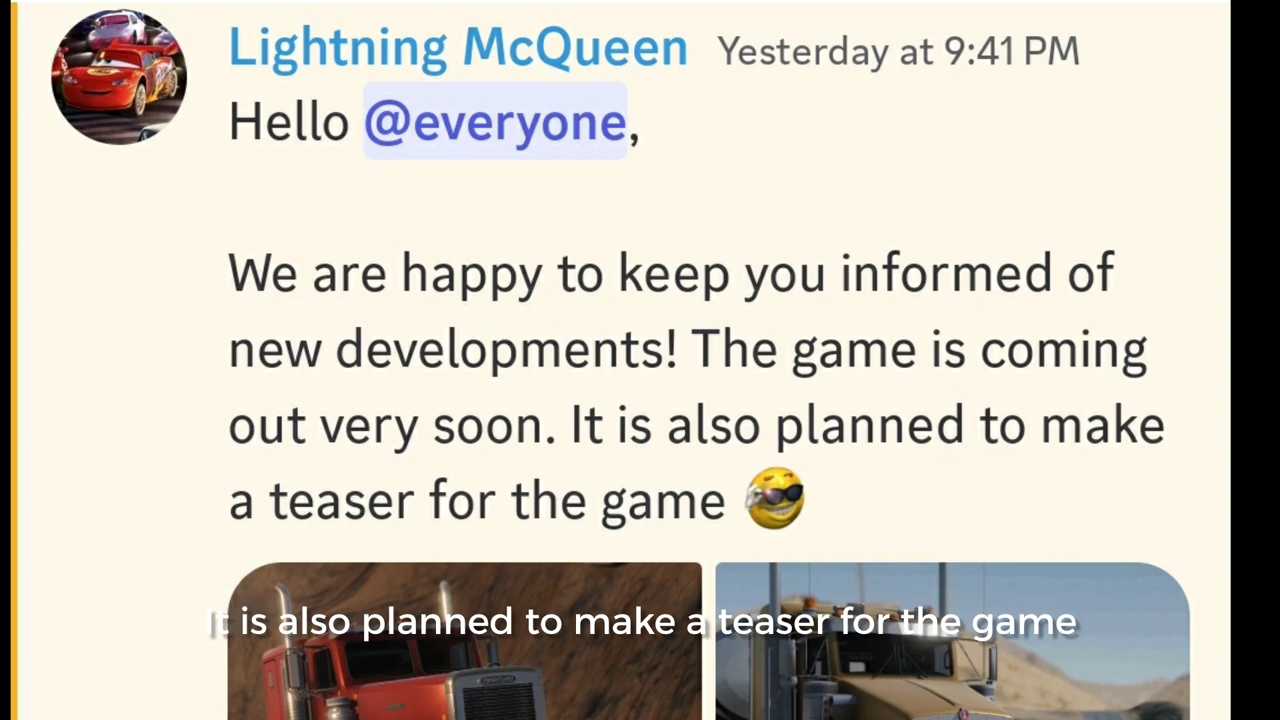 Lightning McQueen Yesterday at 9:41 PM
Hello @everyone,
We are happy to keep you informed of
new developments! The game is coming
out very soon. It is also planned to make
a teaser for the game
It is also planned to make a teaser for the game